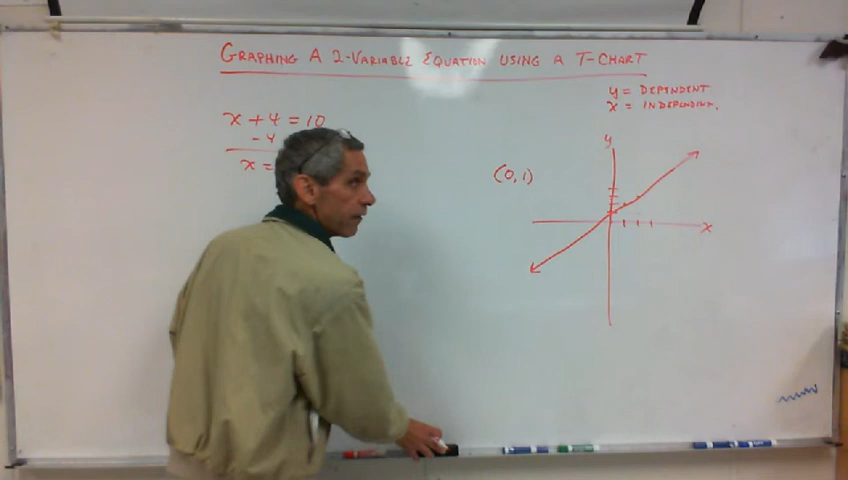 GRAPHING A 2-VARIABLE EQUATION USING A T-CHART
y = DEPENDENT
x = INDEPENDENT.
x + 4 = 10
- 4
x =
y
(0,1)
x